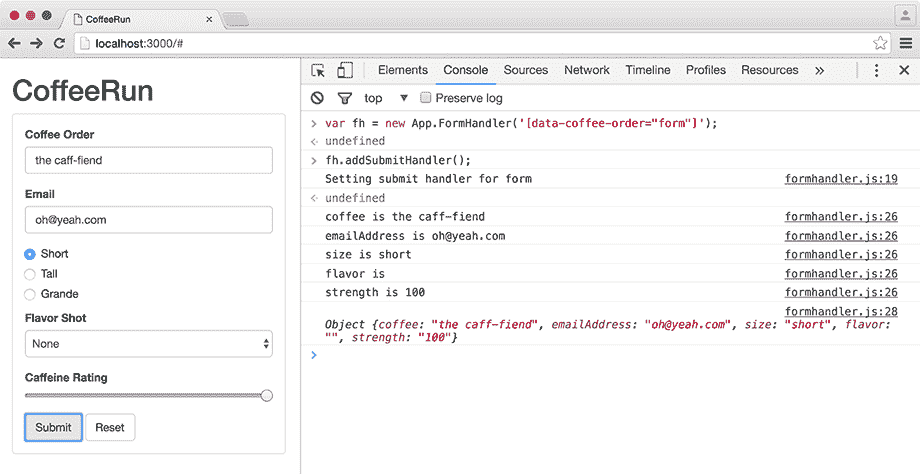 CoffeeRun
localhost:3000/#
CoffeeRun
Coffee Order
the caff-fiend
Email
oh@yeah.com
Short
Tall
Grande
Flavor Shot
None
Caffeine Rating
Submit Reset
Elements Console Sources Network Timeline Profiles Resources »
top Preserve log
var fh = new App.FormHandler('[data-coffee-order="form"]');
undefined
fh.addSubmitHandler();
Setting submit handler for form formhandler.js:19
undefined
coffee is the caff-fiend formhandler.js:26
emailAddress is oh@yeah.com formhandler.js:26
size is short formhandler.js:26
flavor is formhandler.js:26
strength is 100 formhandler.js:26
formhandler.js:28
Object {coffee: "the caff-fiend", emailAddress: "oh@yeah.com", size: "short", flavor:
"", strength: "100"}